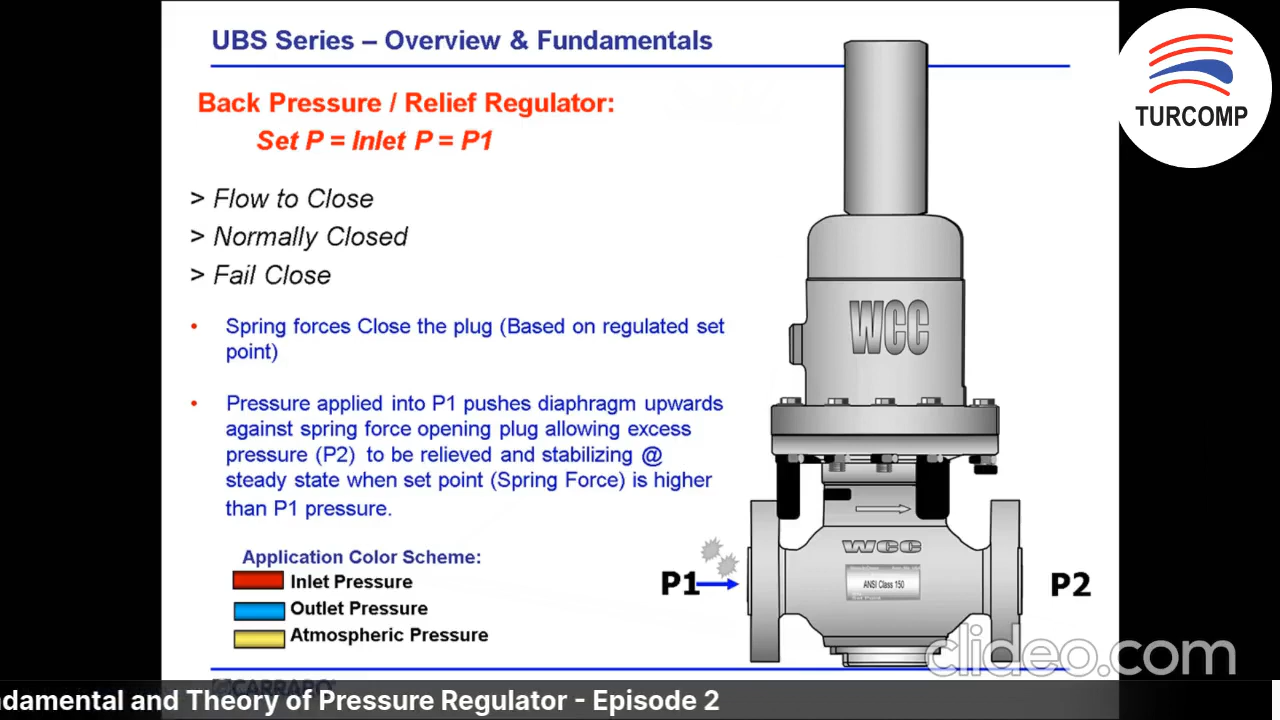 UBS Series – Overview & Fundamentals
TURCOMP
Back Pressure / Relief Regulator:
Set P = Inlet P = P1
> Flow to Close
> Normally Closed
> Fail Close
• Spring forces Close the plug (Based on regulated set
point)
• Pressure applied into P1 pushes diaphragm upwards
against spring force opening plug allowing excess
pressure (P2) to be relieved and stabilizing @
steady state when set point (Spring Force) is higher
than P1 pressure.
Application Color Scheme:
Inlet Pressure
Outlet Pressure
Atmospheric Pressure
WCC
WCC
ANSI Class 150
P1
P2
clideo.com
ndamental and Theory of Pressure Regulator - Episode 2